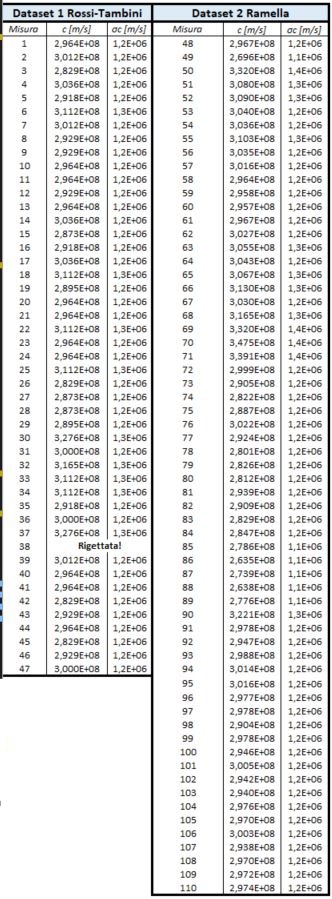 Dataset 1 Rossi-Tambini Dataset 2 Ramella
Misura c [m/s] σc [m/s] Misura c [m/s] σc [m/s]
1 2,964E+08 1,2E+06 48 2,967E+06 1,2E+06
2 3,012E+08 1,2E+06 49 2,696E+08 1,1E+06
3 2,829E+08 1,2E+06 50 3,320E+08 1,4E+06
4 3,036E+08 1,2E+06 51 3,080E+08 1,3E+06
5 2,918E+08 1,2E+06 52 3,090E+08 1,3E+06
6 3,112E+08 1,3E+06 53 3,040E+08 1,2E+06
7 3,012E+08 1,2E+06 54 3,036E+08 1,2E+06
8 2,929E+08 1,2E+06 55 3,103E+08 1,3E+06
9 2,929E+08 1,2E+06 56 3,035E+08 1,2E+06
10 2,964E+08 1,2E+06 57 3,016E+08 1,2E+06
11 2,964E+08 1,2E+06 58 2,964E+08 1,2E+06
12 2,929E+08 1,2E+06 59 2,958E+08 1,2E+06
13 2,964E+08 1,2E+06 60 2,957E+08 1,2E+06
14 3,036E+08 1,2E+06 61 2,967E+08 1,2E+06
15 2,873E+08 1,2E+06 62 3,027E+08 1,2E+06
16 2,918E+08 1,2E+06 63 3,055E+08 1,3E+06
17 3,036E+08 1,2E+06 64 3,043E+08 1,2E+06
18 3,112E+08 1,3E+06 65 3,067E+08 1,3E+06
19 2,895E+08 1,2E+06 66 3,130E+08 1,3E+06
20 2,964E+08 1,2E+06 67 3,030E+08 1,2E+06
21 2,964E+08 1,2E+06 68 3,165E+08 1,3E+06
22 3,112E+08 1,3E+06 69 3,320E+08 1,4E+06
23 2,964E+08 1,2E+06 70 3,475E+08 1,4E+06
24 2,964E+08 1,2E+06 71 3,391E+08 1,4E+06
25 3,112E+08 1,3E+06 72 2,999E+08 1,2E+06
26 2,829E+08 1,2E+06 73 2,905E+08 1,2E+06
27 2,873E+08 1,2E+06 74 2,822E+08 1,2E+06
28 2,873E+08 1,2E+06 75 2,887E+08 1,2E+06
29 2,895E+08 1,2E+06 76 3,022E+08 1,2E+06
30 3,276E+08 1,3E+06 77 2,924E+08 1,2E+06
31 3,000E+08 1,2E+06 78 2,801E+08 1,2E+06
32 3,165E+08 1,3E+06 79 2,826E+08 1,2E+06
33 3,112E+08 1,3E+06 80 2,812E+08 1,2E+06
34 3,112E+08 1,3E+06 81 2,939E+08 1,2E+06
35 2,918E+08 1,2E+06 82 2,909E+08 1,2E+06
36 3,000E+08 1,2E+06 83 2,829E+08 1,2E+06
37 3,276E+08 1,3E+06 84 2,847E+08 1,2E+06
38 Rigettata! 85 2,786E+08 1,1E+06
39 3,012E+08 1,2E+06 86 2,635E+08 1,1E+06
40 2,964E+08 1,2E+06 87 2,739E+08 1,1E+06
41 2,964E+08 1,2E+06 88 2,638E+08 1,1E+06
42 2,829E+08 1,2E+06 89 2,776E+08 1,1E+06
43 2,929E+08 1,2E+06 90 3,221E+08 1,3E+06
44 2,964E+08 1,2E+06 91 2,978E+08 1,2E+06
45 2,829E+08 1,2E+06 92 2,947E+08 1,2E+06
46 2,929E+08 1,2E+06 93 2,988E+08 1,2E+06
47 3,000E+08 1,2E+06 94 3,014E+08 1,2E+06
95 3,016E+08 1,2E+06
96 2,977E+08 1,2E+06
97 2,978E+08 1,2E+06
98 2,904E+08 1,2E+06
99 2,978E+08 1,2E+06
100 2,946E+08 1,2E+06
101 3,005E+08 1,2E+06
102 2,942E+08 1,2E+06
103 2,940E+08 1,2E+06
104 2,976E+08 1,2E+06
105 2,970E+08 1,2E+06
106 3,003E+08 1,2E+06
107 2,938E+08 1,2E+06
108 2,970E+08 1,2E+06
109 2,972E+08 1,2E+06
110 2,974E+08 1,2E+06